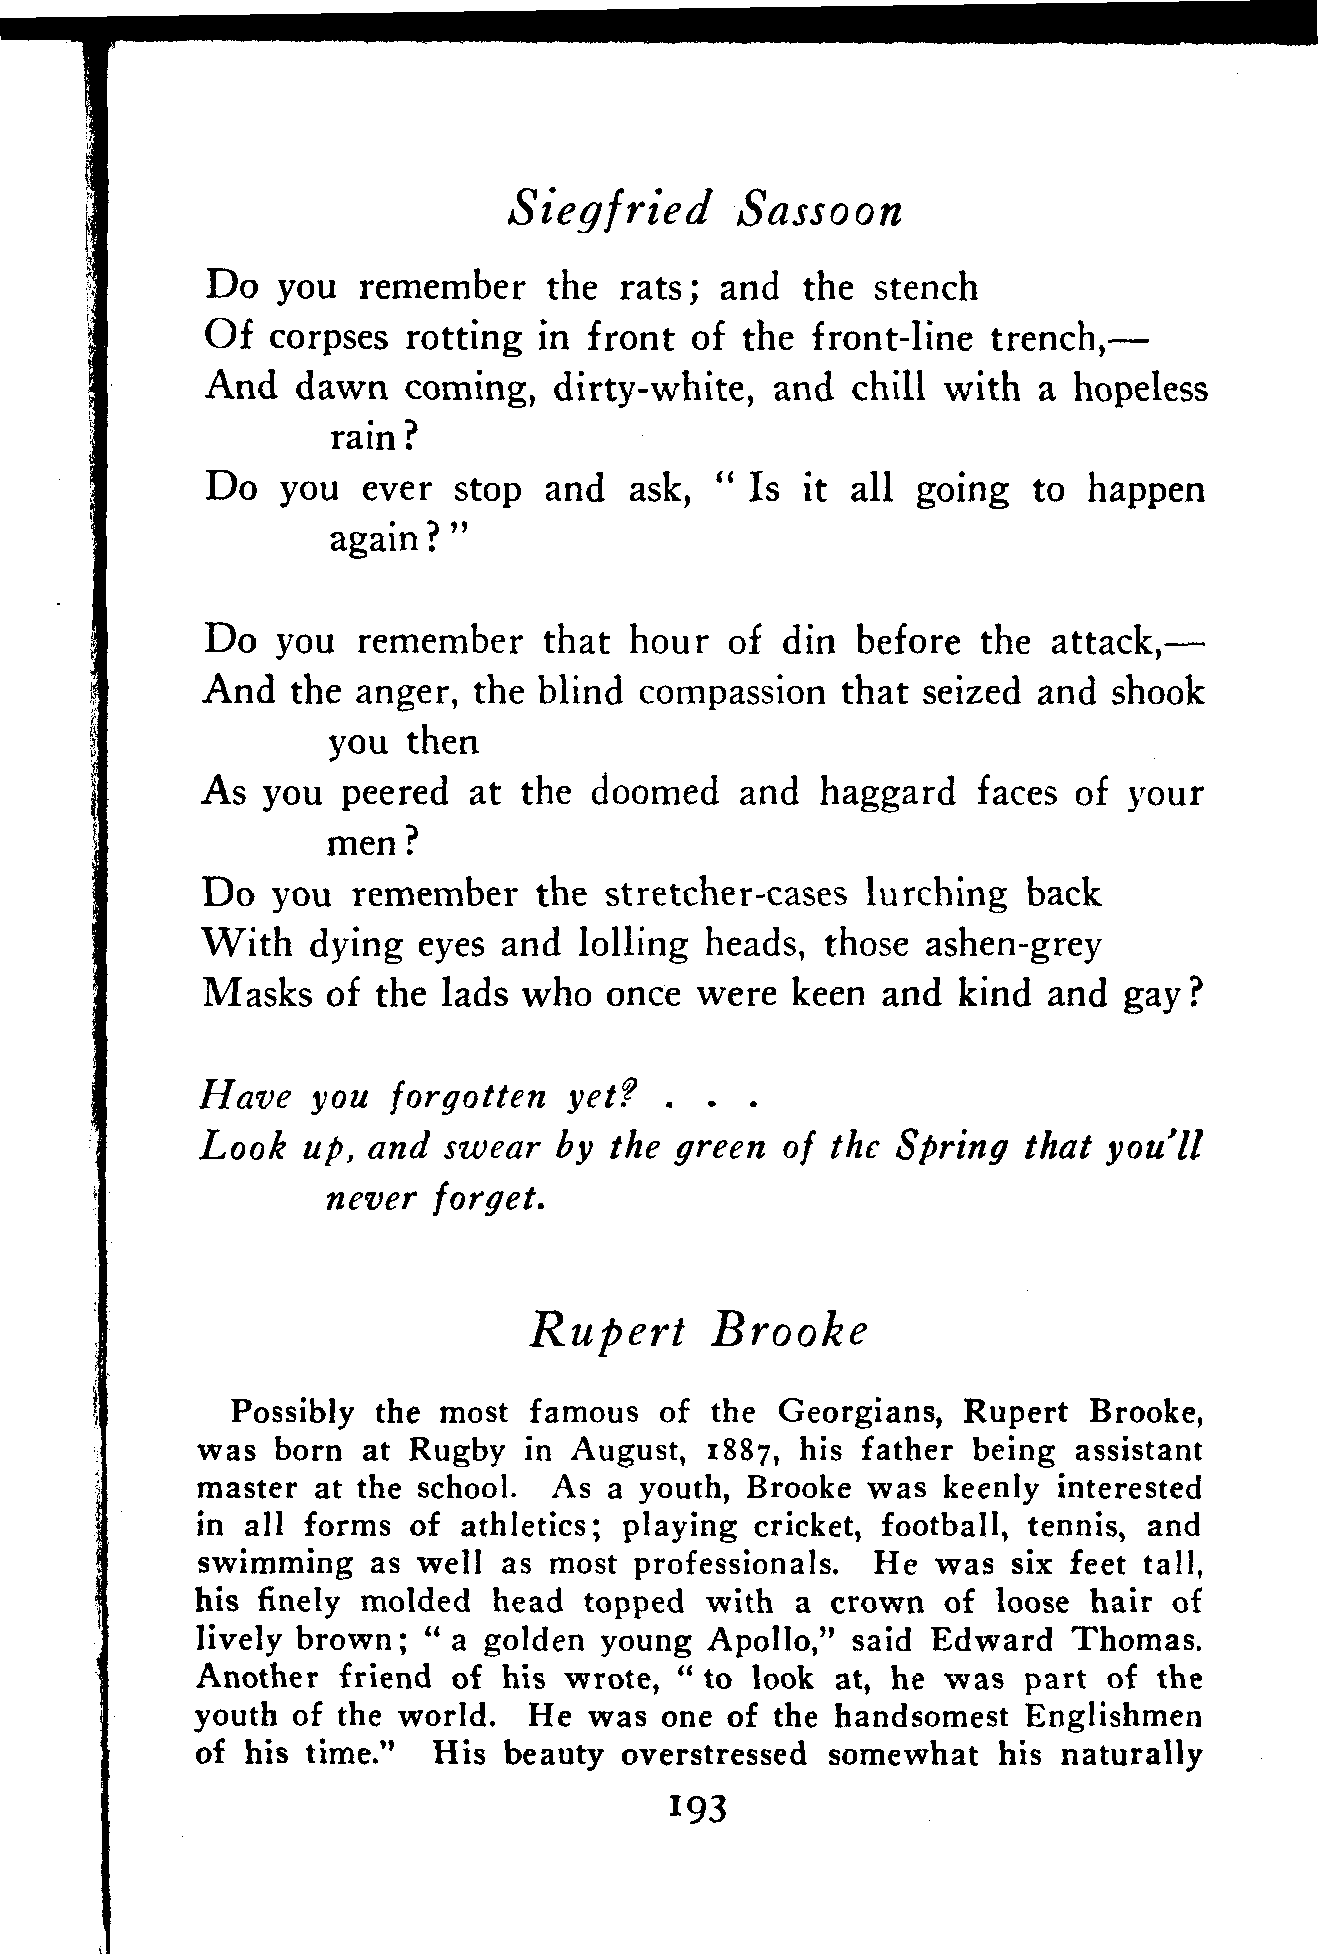 Siegfried Sassoon
Do you remember the rats; and the stench
Of corpses rotting in front of the front-line trench,—
And dawn coming, dirty-white, and chill with a hopeless
rain?
Do you ever stop and ask, " Is it all going to happen
again?"
Do you remember that hour of din before the attack,—
And the anger, the blind compassion that seized and shook
you then
As you peered at the doomed and haggard faces of your
men?
Do you remember the stretcher-cases lurching back
With dying eyes and lolling heads, those ashen-grey
Masks of the lads who once were keen and kind and gay?
Have you forgotten yet? . . .
Look up, and swear by the green of the Spring that you'll
never forget.
Rupert Brooke
Possibly the most famous of the Georgians, Rupert Brooke,
was born at Rugby in August, 1887, his father being assistant
master at the school. As a youth, Brooke was keenly interested
in all forms of athletics; playing cricket, football, tennis, and
swimming as well as most professionals. He was six feet tall,
his finely molded head topped with a crown of loose hair of
lively brown; " a golden young Apollo," said Edward Thomas.
Another friend of his wrote, " to look at, he was part of the
youth of the world. He was one of the handsomest Englishmen
of his time." His beauty overstressed somewhat his naturally
193